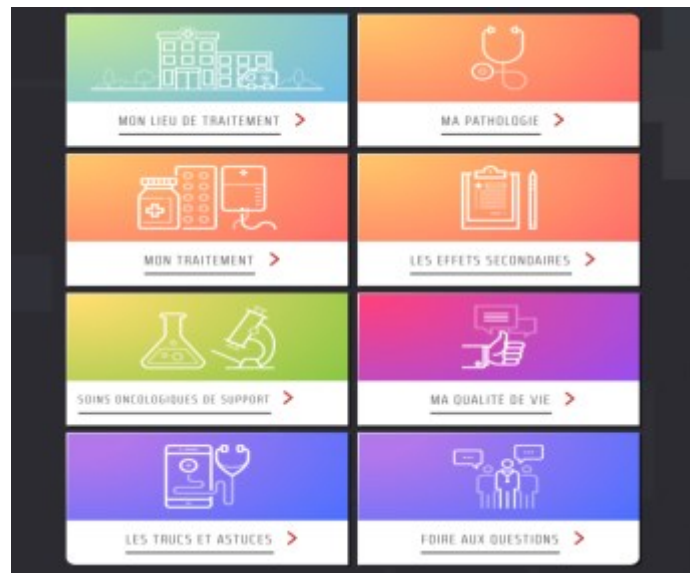 MON LIEU DE TRAITEMENT
MA PATHOLOGIE
MON TRAITEMENT
LES EFFETS SECONDAIRES
SOINS ONCOLOGIQUES DE SUPPORT
MA QUALITE DE VIE
LES TRUCS ET ASTUCES
FOIRE AUX QUESTIONS